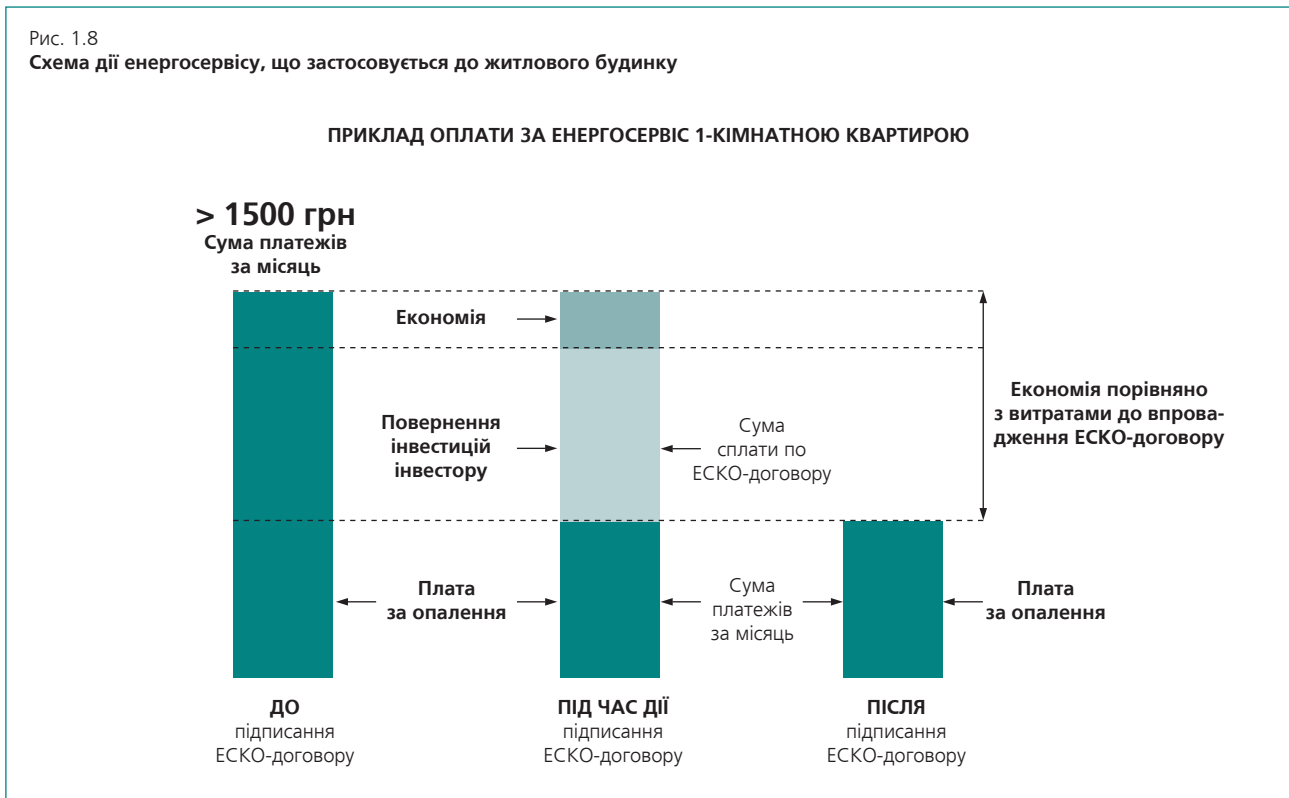 Рис. 1.8
Схема дії енергосервісу, що застосовується до житлового будинку
ПРИКЛАД ОПЛАТИ ЗА ЕНЕРГОСЕРВІС 1-КІМНАТНОЮ КВАРТИРОЮ
> 1500 грн
Сума платежів
за місяць
Економія
Повернення
інвестицій
інвестору
Сума
сплати по
ЕСКО-договору
Економія порівняно
з витратами до впрова-
дження ЕСКО-договору
Плата
за опалення
Сума
платежів
за місяць
Плата
за опалення
ДО
підписання
ЕСКО-договору
ПІД ЧАС ДІЇ
підписання
ЕСКО-договору
ПІСЛЯ
підписання
ЕСКО-договору